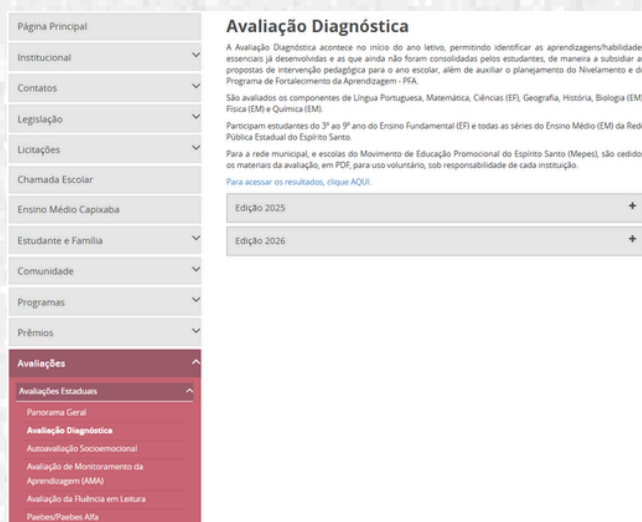 Página Principal
Institucional
Contatos
Legislação
Licitações
Chamada Escolar
Ensino Médio Capixaba
Estudante e Família
Comunidade
Programas
Prêmios
Avaliações
Avaliações Estaduais
Panorama Geral
Avaliação Diagnóstica
Autoavaliação Socioemocional
Avaliação de Monitoramento da
Aprendizagem (AMA)
Avaliação da Fluência em Leitura
Paebes/Paebes Alfa
Avaliação Diagnóstica
A Avaliação Diagnóstica acontece no início do ano letivo, permitindo identificar as aprendizagens/habilidade
essenciais já desenvolvidas e as que ainda não foram consolidadas pelos estudantes, de maneira a subsidiar a
propostas de intervenção pedagógica para o ano escolar, além de auxiliar o planejamento do Nivelamento e d
Programa de Fortalecimento da Aprendizagem - PFA.
São avaliados os componentes de Língua Portuguesa, Matemática, Ciências (EF), Geografia, História, Biologia (EM)
Física (EM) e Química (EM).
Participam estudantes do 3º ao 9º ano do Ensino Fundamental (EF) e todas as séries do Ensino Médio (EM) da Rede
Pública Estadual do Espírito Santo.
Para a rede municipal, e escolas do Movimento de Educação Promocional do Espírito Santo (Mepes), são cedidos
os materiais da avaliação, em PDF, para uso voluntário, sob responsabilidade de cada instituição.
Para acessar os resultados, clique AQUI.
Edição 2025 +
Edição 2026 +